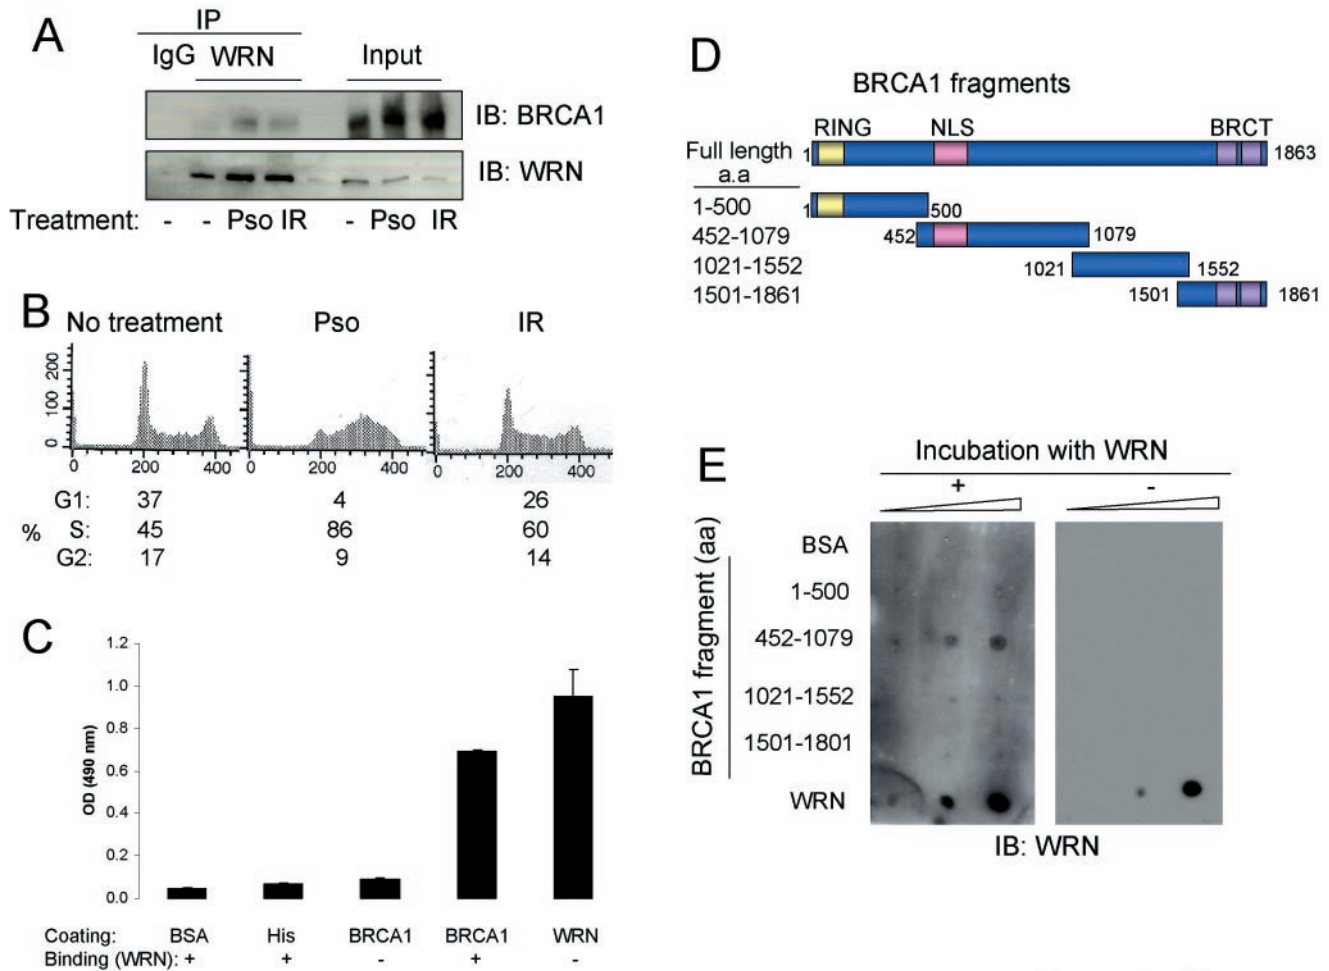 A
IP
IgG WRN Input
IB: BRCA1
IB: WRN
Treatment: - - Pso IR - Pso IR
B
No treatment Pso IR
0 100 200
0 200 400
0 200 400
0 200 400
G1: 37 4 26
% S: 45 86 60
G2: 17 9 14
C
OD (490 nm)
1.2
1.0
0.8
0.6
0.4
0.2
0.0
Coating: BSA His BRCA1 BRCA1 WRN
Binding (WRN): + + - + -
D
BRCA1 fragments
RING NLS BRCT
Full length 1 1863
a.a
1-500 1 500
452-1079 452 1079
1021-1552 1021 1552
1501-1861 1501 1861
E
Incubation with WRN
+ -
BRCA1 fragment (aa)
BSA
1-500
452-1079
1021-1552
1501-1801
WRN
IB: WRN